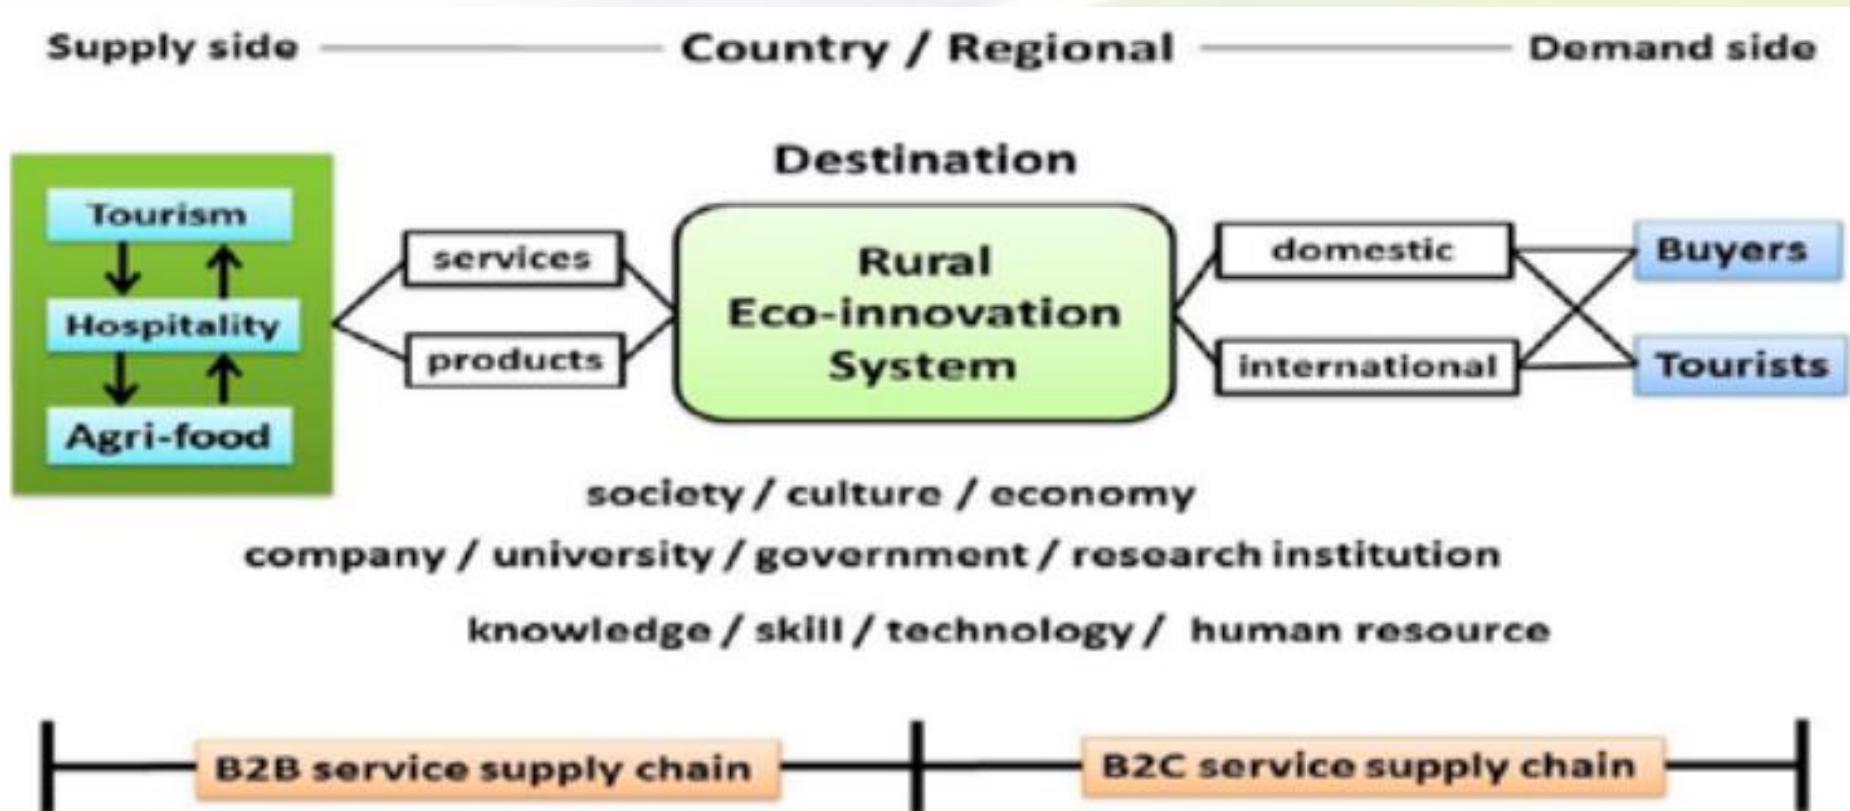 Supply side Country / Regional Demand side
Destination
Tourism
Hospitality
Agri-food
services
products
Rural
Eco-innovation
System
domestic
international
Buyers
Tourists
society / culture / economy
company / university / government / research institution
knowledge / skill / technology / human resource
B2B service supply chain
B2C service supply chain